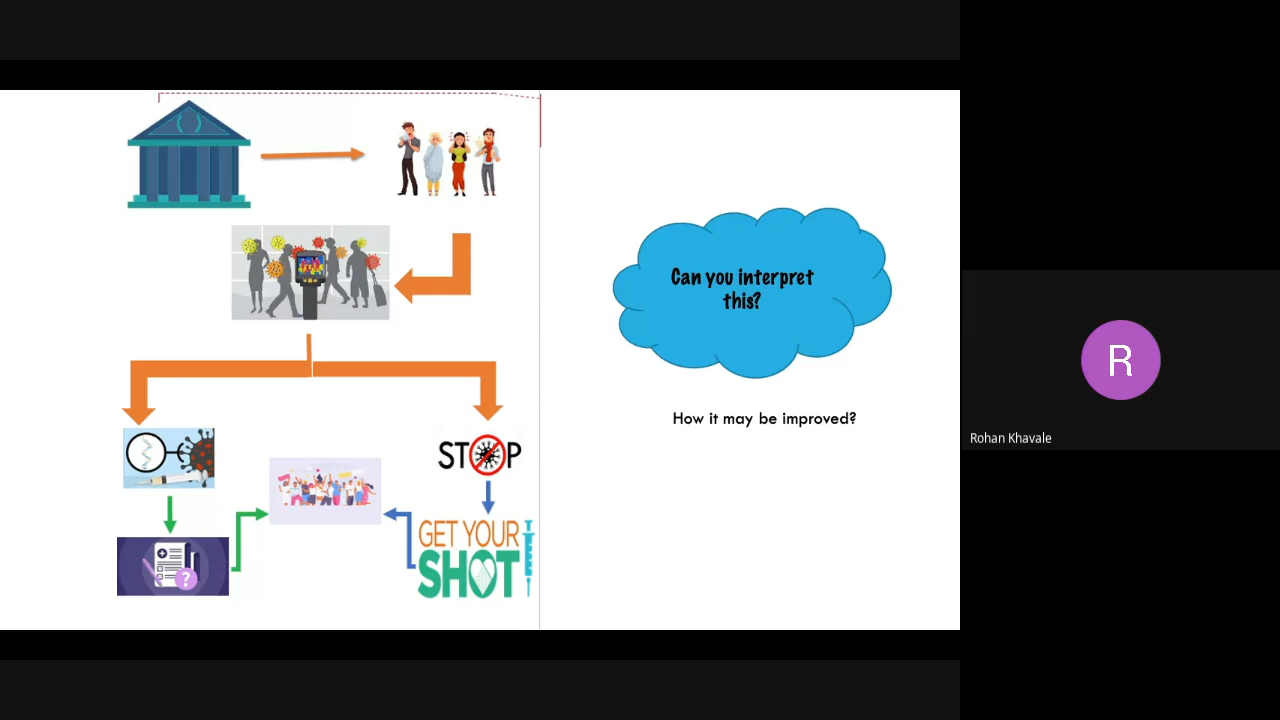 Can you interpret
this?
How it may be improved?
STOP
GET YOUR
SHOT
?
R
Rohan Khavale